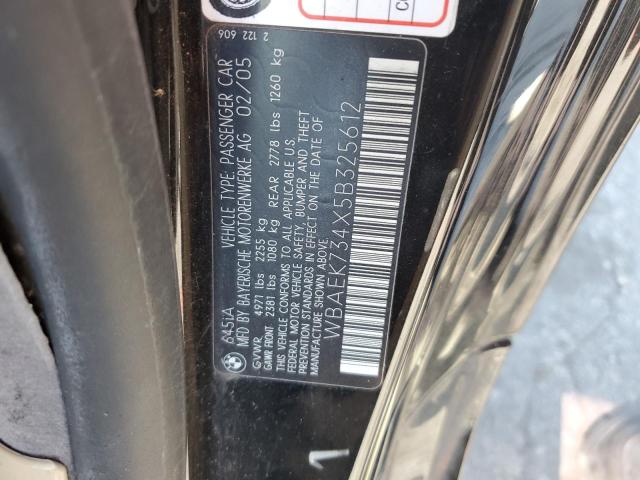 645IA VEHICLE TYPE: PASSENGER CAR
MFD BY BAYERISCHE MOTORENWERKE AG 02/05
GVWR 4971 lbs 2255 kg
GAWR FRONT 2381 lbs 1080 kg REAR 2778 lbs 1260 kg
THIS VEHICLE CONFORMS TO ALL APPLICABLE U.S.
FEDERAL MOTOR VEHICLE SAFETY, BUMPER AND THEFT
PREVENTION STANDARDS IN EFFECT ON THE DATE OF
MANUFACTURE SHOWN ABOVE.
WBAEK734X5B325612
2 122 606
1